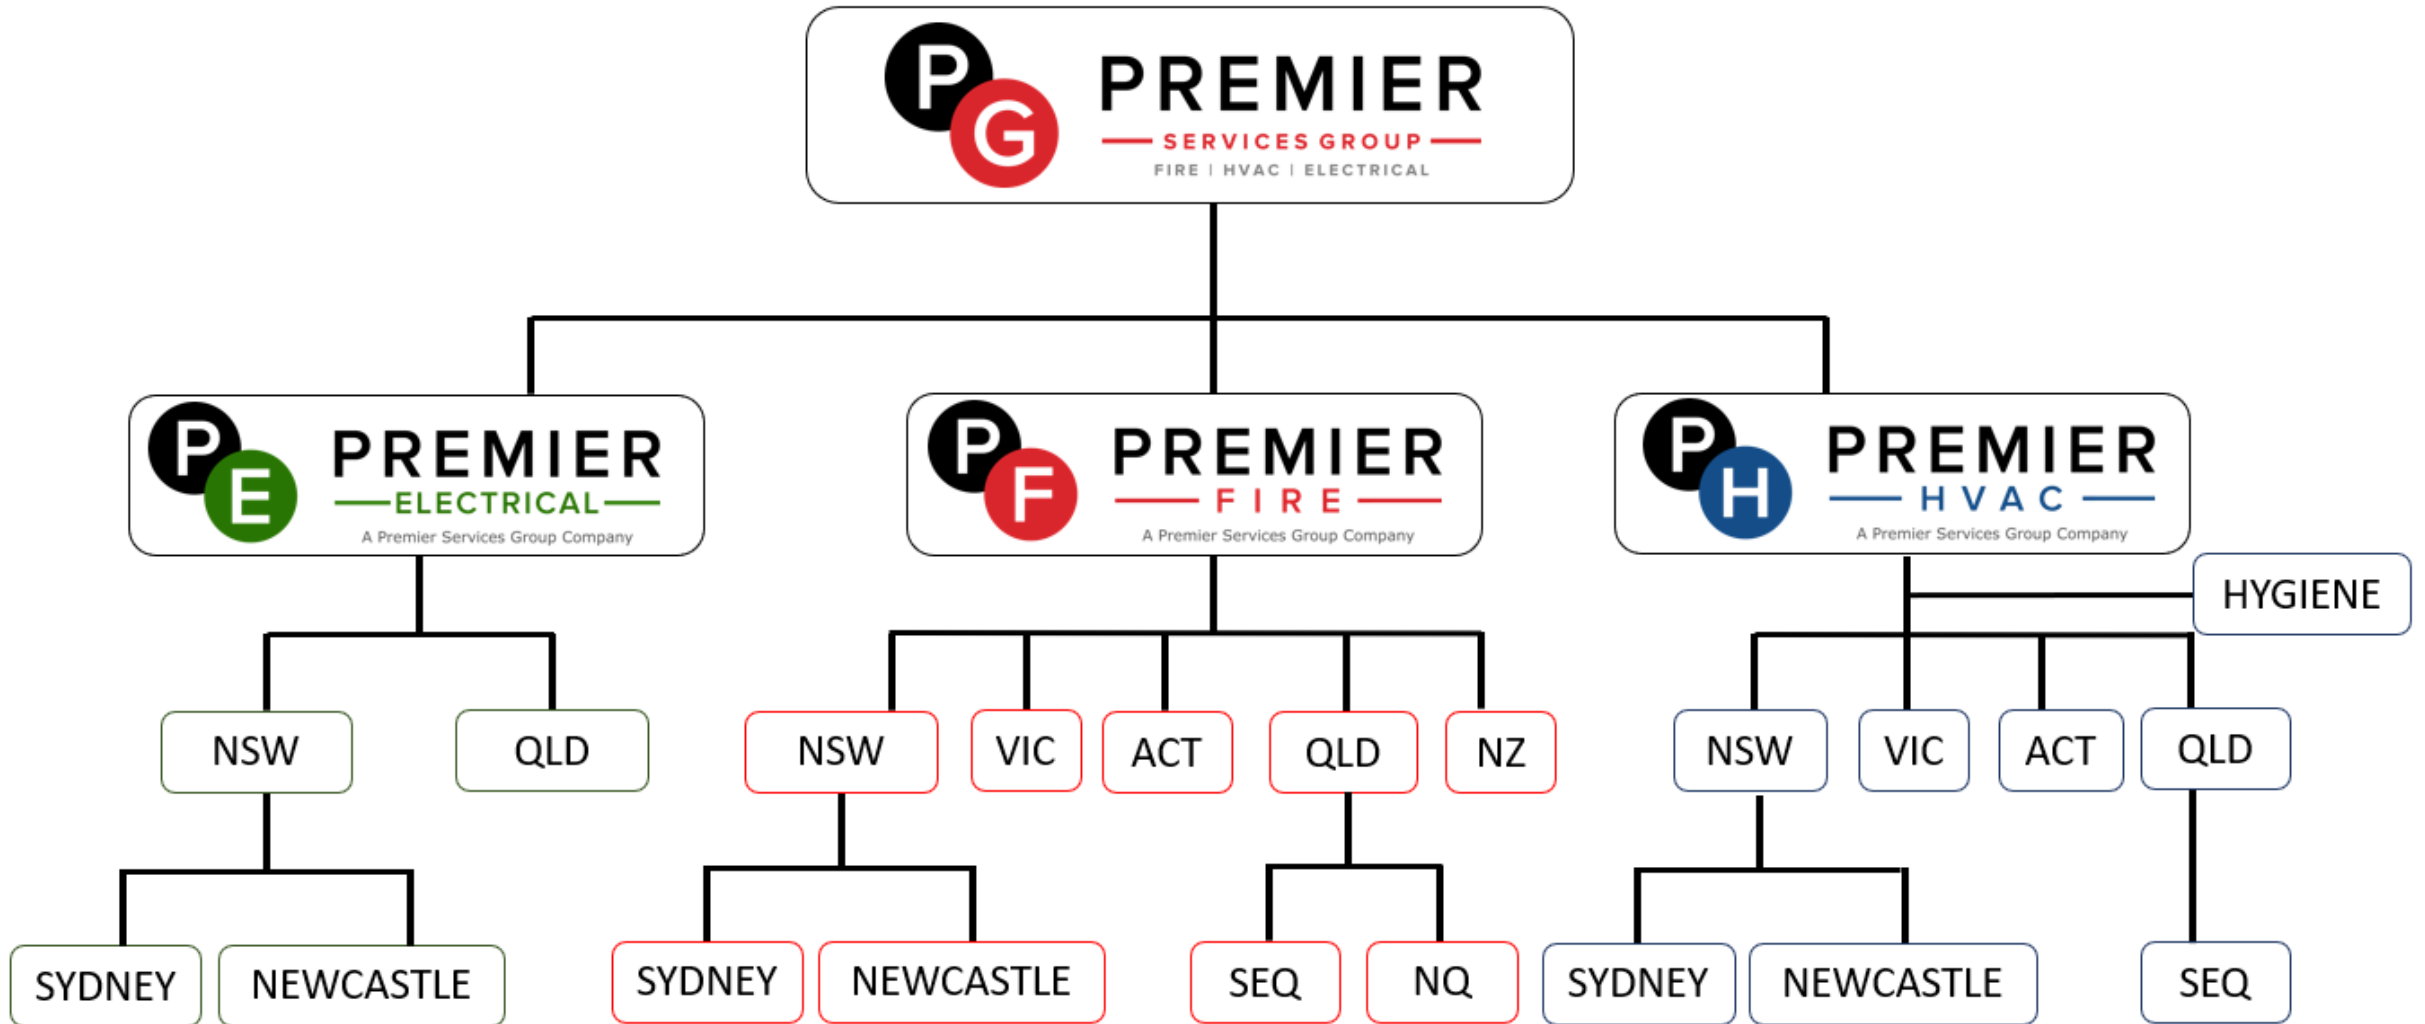 P
G
PREMIER
SERVICES GROUP
FIRE | HVAC | ELECTRICAL
P
E
PREMIER
ELECTRICAL
A Premier Services Group Company
P
F
PREMIER
FIRE
A Premier Services Group Company
P
H
PREMIER
HVAC
A Premier Services Group Company
HYGIENE
NSW
QLD
NSW
VIC
ACT
QLD
NZ
NSW
VIC
ACT
QLD
SYDNEY
NEWCASTLE
SYDNEY
NEWCASTLE
SEQ
NQ
SYDNEY
NEWCASTLE
SEQ